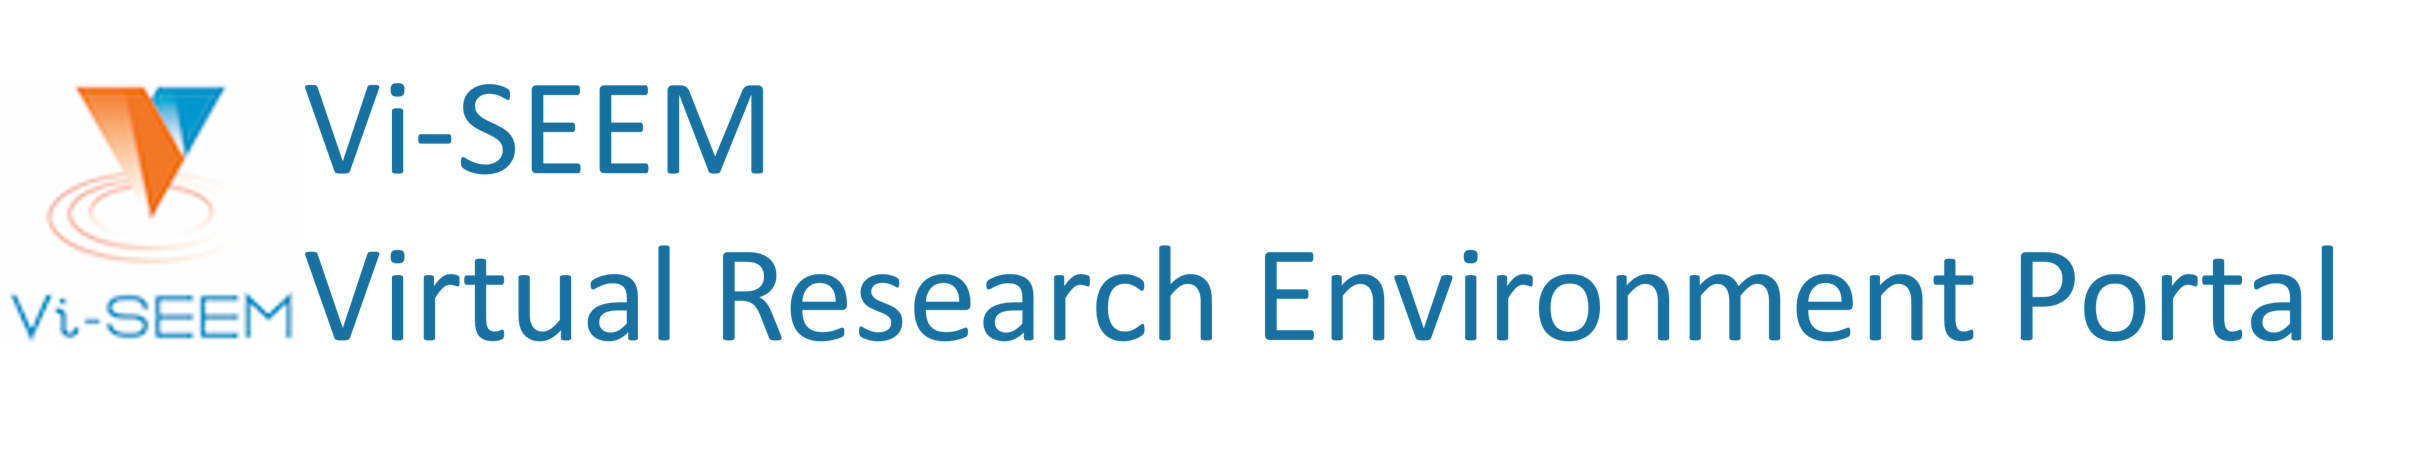 Vi-SEEM
Vi-SEEM
Virtual Research Environment Portal